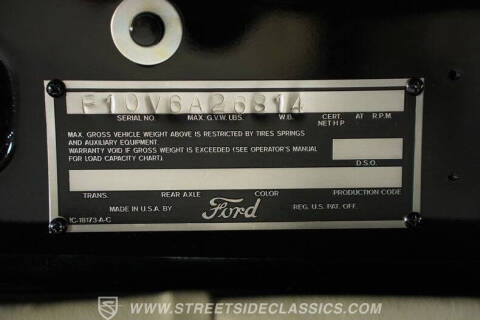 F10V6A26814
SERIAL NO. MAX. G.V.W. LBS. W.B. CERT. NET H P AT R.P.M.
MAX. GROSS VEHICLE WEIGHT ABOVE IS RESTRICTED BY TIRES SPRINGS
AND AUXILIARY EQUIPMENT.
WARRANTY VOID IF GROSS WEIGHT IS EXCEEDED (SEE OPERATOR'S MANUAL
FOR LOAD CAPACITY CHART).
D.S.O.
TRANS. REAR AXLE COLOR PRODUCTION CODE
MADE IN U.S.A. BY Ford REG. U.S. PAT. OFF.
IC-18173-A-C
WWW.STREETSIDECLASSICS.COM